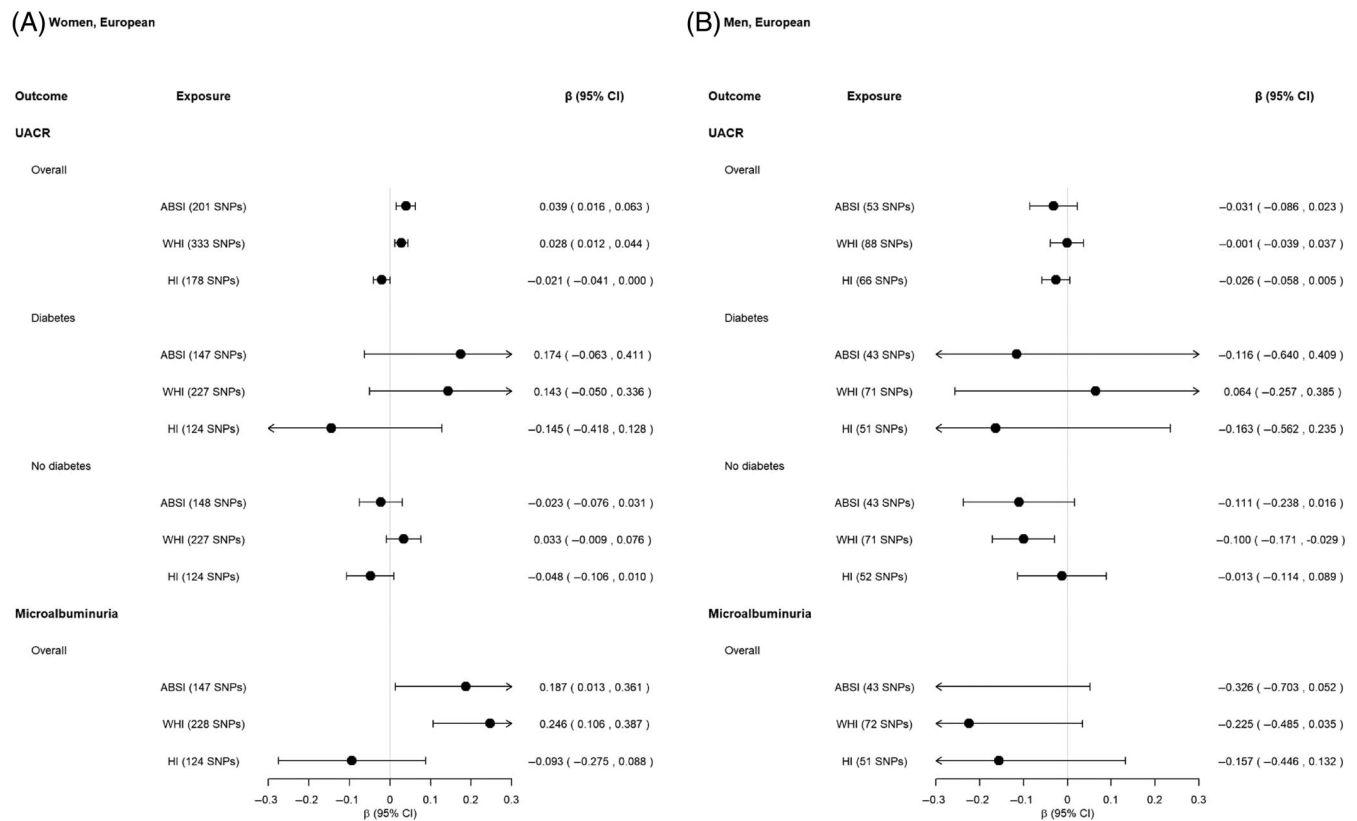 (A) Women, European
Outcome Exposure β (95% CI)
UACR
Overall
ABSI (201 SNPs) 0.039 ( 0.016 , 0.063 )
WHI (333 SNPs) 0.028 ( 0.012 , 0.044 )
HI (178 SNPs) −0.021 ( −0.041 , 0.000 )
Diabetes
ABSI (147 SNPs) 0.174 ( −0.063 , 0.411 )
WHI (227 SNPs) 0.143 ( −0.050 , 0.336 )
HI (124 SNPs) −0.145 ( −0.418 , 0.128 )
No diabetes
ABSI (148 SNPs) −0.023 ( −0.076 , 0.031 )
WHI (227 SNPs) 0.033 ( −0.009 , 0.076 )
HI (124 SNPs) −0.048 ( −0.106 , 0.010 )
Microalbuminuria
Overall
ABSI (147 SNPs) 0.187 ( 0.013 , 0.361 )
WHI (228 SNPs) 0.246 ( 0.106 , 0.387 )
HI (124 SNPs) −0.093 ( −0.275 , 0.088 )
−0.3 −0.2 −0.1 0 0.1 0.2 0.3
β (95% CI)
(B) Men, European
Outcome Exposure β (95% CI)
UACR
Overall
ABSI (53 SNPs) −0.031 ( −0.086 , 0.023 )
WHI (88 SNPs) −0.001 ( −0.039 , 0.037 )
HI (66 SNPs) −0.026 ( −0.058 , 0.005 )
Diabetes
ABSI (43 SNPs) −0.116 ( −0.640 , 0.409 )
WHI (71 SNPs) 0.064 ( −0.257 , 0.385 )
HI (51 SNPs) −0.163 ( −0.562 , 0.235 )
No diabetes
ABSI (43 SNPs) −0.111 ( −0.238 , 0.016 )
WHI (71 SNPs) −0.100 ( −0.171 , -0.029 )
HI (52 SNPs) −0.013 ( −0.114 , 0.089 )
Microalbuminuria
Overall
ABSI (43 SNPs) −0.326 ( −0.703 , 0.052 )
WHI (72 SNPs) −0.225 ( −0.485 , 0.035 )
HI (51 SNPs) −0.157 ( −0.446 , 0.132 )
−0.3 −0.2 −0.1 0 0.1 0.2 0.3
β (95% CI)